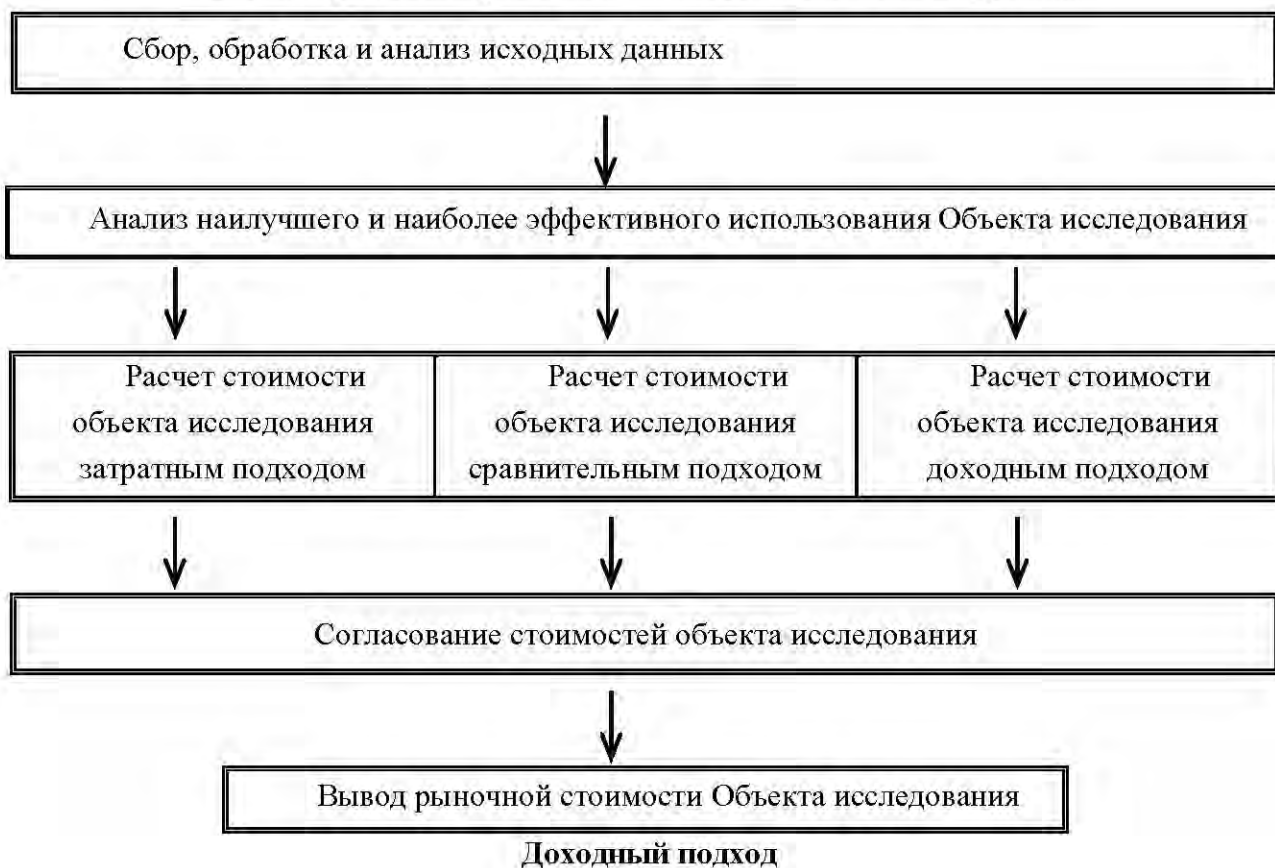 Сбор, обработка и анализ исходных данных
Анализ наилучшего и наиболее эффективного использования Объекта исследования
Расчет стоимости
объекта исследования
затратным подходом
Расчет стоимости
объекта исследования
сравнительным подходом
Расчет стоимости
объекта исследования
доходным подходом
Согласование стоимостей объекта исследования
Вывод рыночной стоимости Объекта исследования
Доходный подход